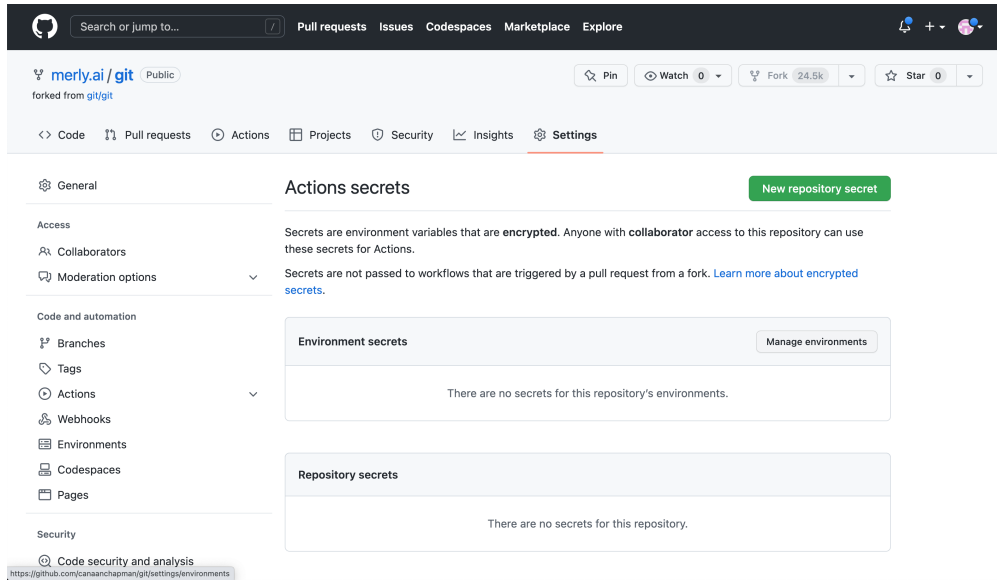 Search or jump to... /
Pull requests Issues Codespaces Marketplace Explore
merly.ai / git Public
forked from git/git
Pin Watch 0 Fork 24.5k Star 0
Code Pull requests Actions Projects Security Insights Settings
General
Access
Collaborators
Moderation options
Code and automation
Branches
Tags
Actions
Webhooks
Environments
Codespaces
Pages
Security
Code security and analysis
https://github.com/canaanchapman/git/settings/environments
Actions secrets
New repository secret
Secrets are environment variables that are encrypted. Anyone with collaborator access to this repository can use
these secrets for Actions.
Secrets are not passed to workflows that are triggered by a pull request from a fork. Learn more about encrypted
secrets.
Environment secrets
Manage environments
There are no secrets for this repository's environments.
Repository secrets
There are no secrets for this repository.